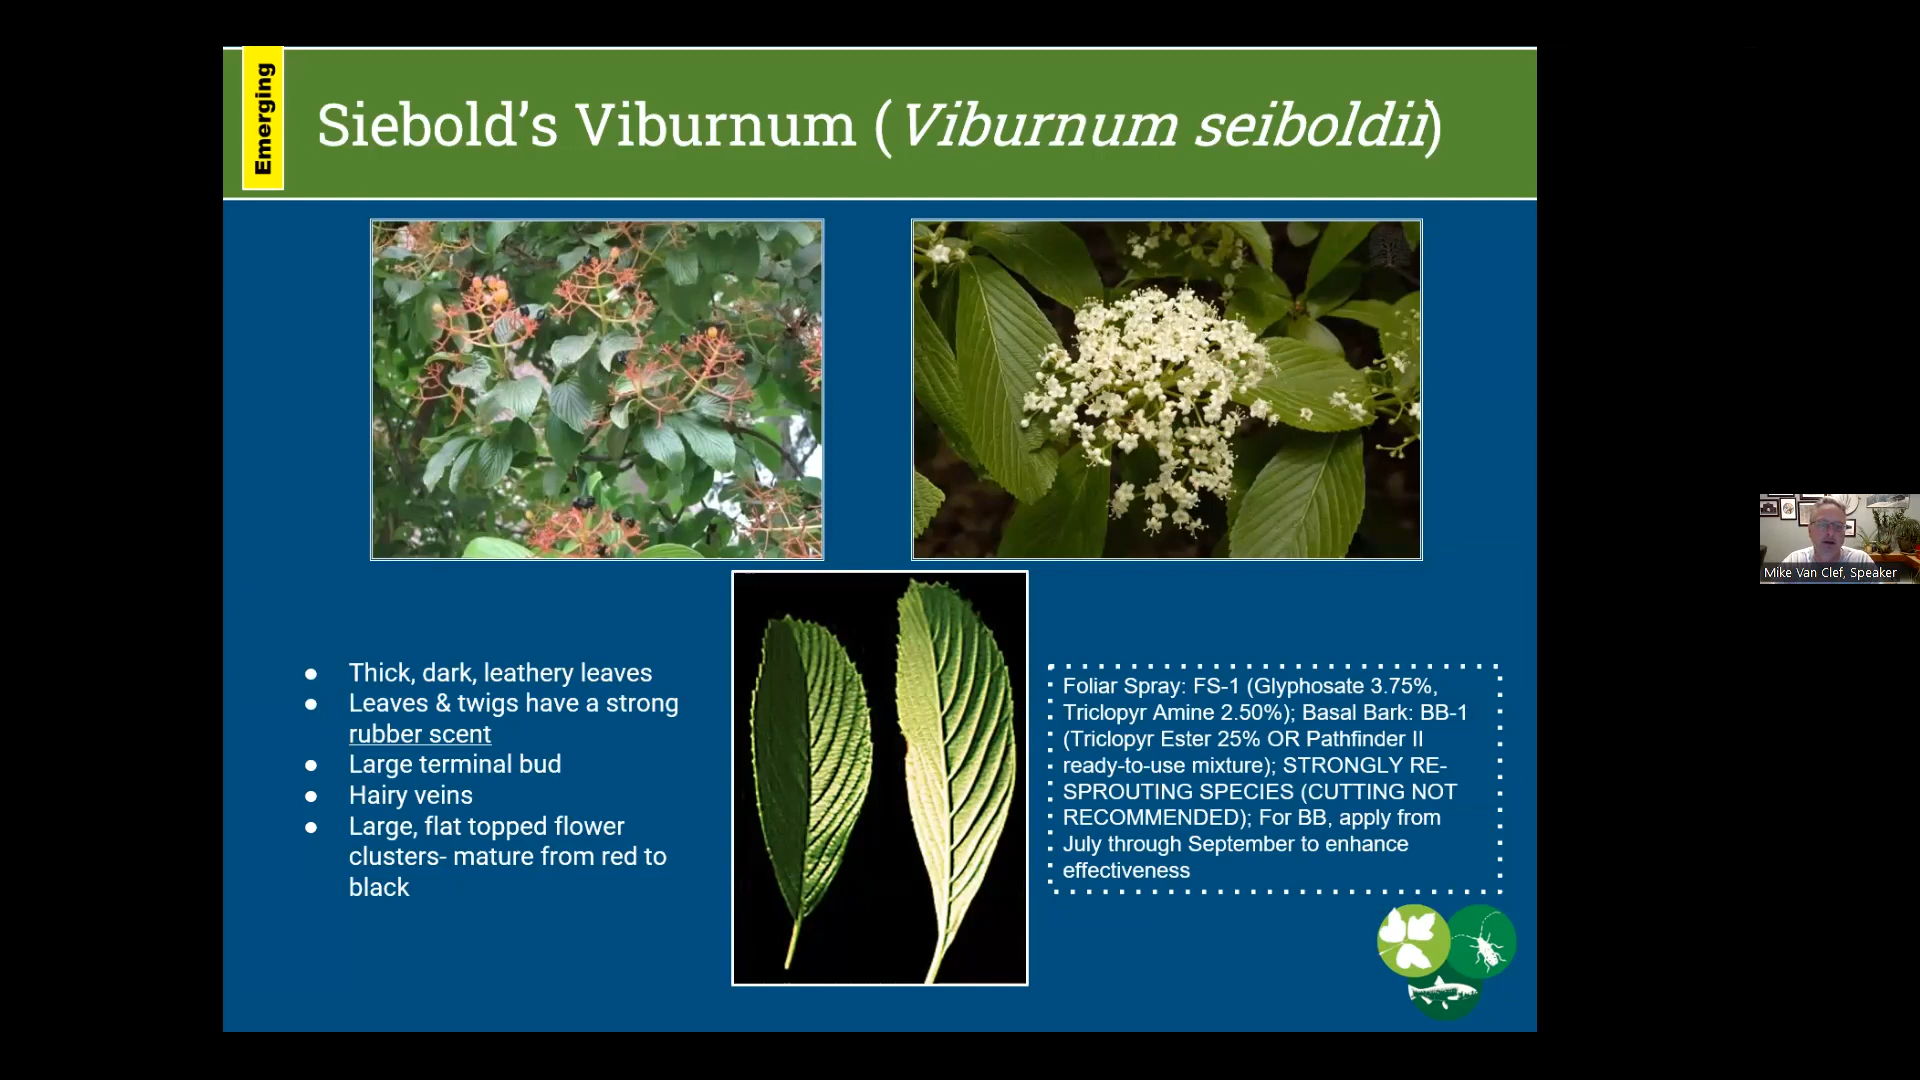 Emerging
Siebold's Viburnum (Viburnum seiboldii)
● Thick, dark, leathery leaves
● Leaves & twigs have a strong
rubber scent
● Large terminal bud
● Hairy veins
● Large, flat topped flower
clusters- mature from red to
black
Foliar Spray: FS-1 (Glyphosate 3.75%,
Triclopyr Amine 2.50%); Basal Bark: BB-1
(Triclopyr Ester 25% OR Pathfinder II
ready-to-use mixture); STRONGLY RE-
SPROUTING SPECIES (CUTTING NOT
RECOMMENDED); For BB, apply from
July through September to enhance
effectiveness
Mike Van Clef, Speaker